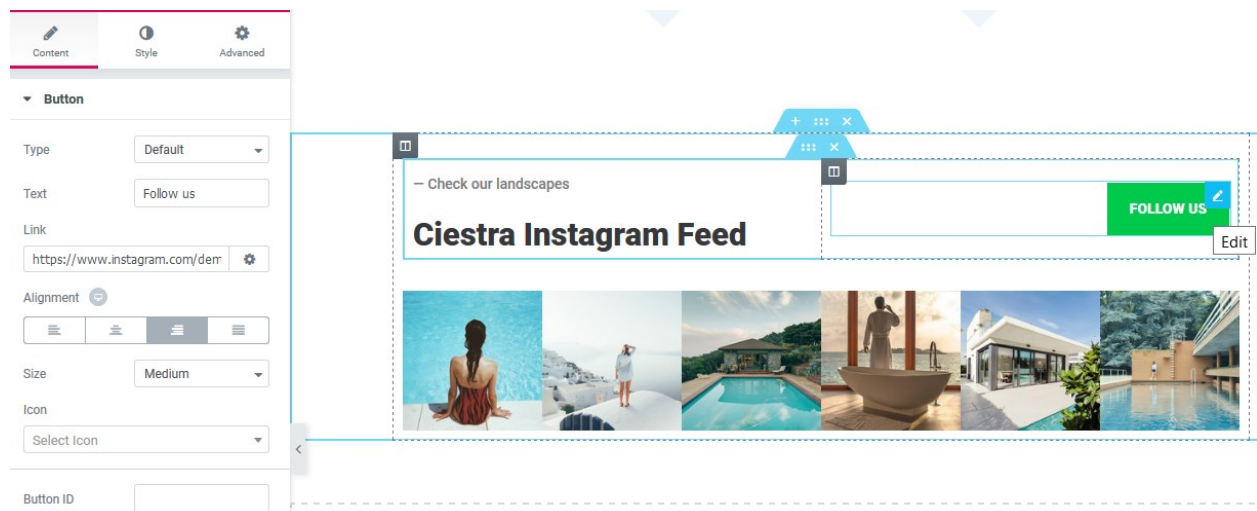 Content
Style
Advanced
Button
Type
Default
Text
Follow us
Link
https://www.instagram.com/dem
Alignment
Size
Medium
Icon
Select Icon
Button ID
— Check our landscapes
Ciestra Instagram Feed
FOLLOW US
Edit